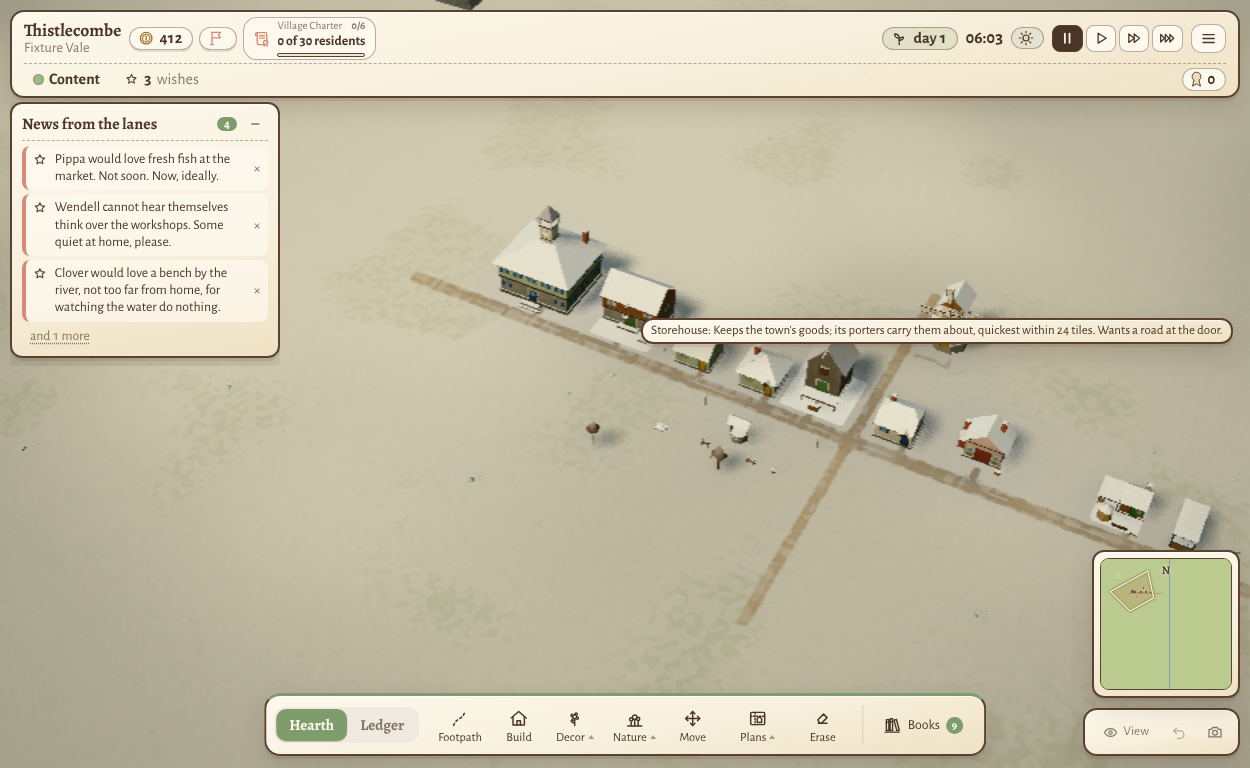 Thistlecombe
Fixture Vale
412
Village Charter 0/6
0 of 30 residents
day 1 06:03
Content 3 wishes
0
News from the lanes 4
Pippa would love fresh fish at the
market. Not soon. Now, ideally.
Wendell cannot hear themselves
think over the workshops. Some
quiet at home, please.
Clover would love a bench by the
river, not too far from home, for
watching the water do nothing.
and 1 more
Storehouse: Keeps the town's goods; its porters carry them about, quickest within 24 tiles. Wants a road at the door.
N
Hearth Ledger Footpath Build Decor Nature Move Plans Erase Books 9
View